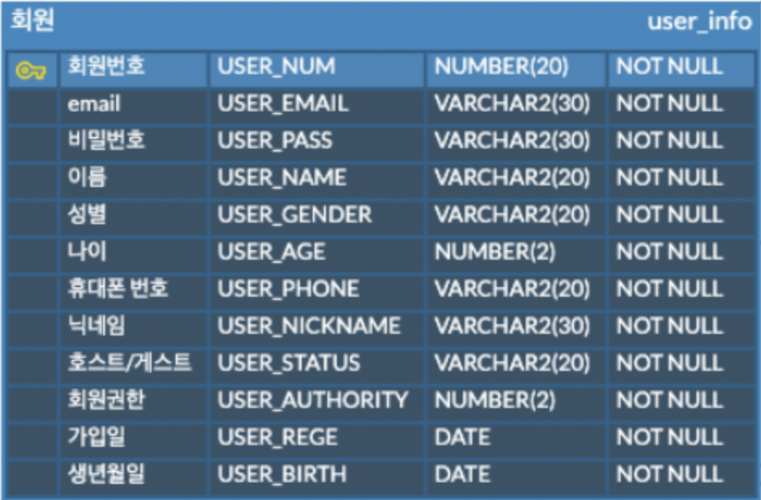 회원 user_info
회원번호 USER_NUM NUMBER(20) NOT NULL
email USER_EMAIL VARCHAR2(30) NOT NULL
비밀번호 USER_PASS VARCHAR2(30) NOT NULL
이름 USER_NAME VARCHAR2(20) NOT NULL
성별 USER_GENDER VARCHAR2(20) NOT NULL
나이 USER_AGE NUMBER(2) NOT NULL
휴대폰 번호 USER_PHONE VARCHAR2(20) NOT NULL
닉네임 USER_NICKNAME VARCHAR2(30) NOT NULL
호스트/게스트 USER_STATUS VARCHAR2(20) NOT NULL
회원권한 USER_AUTHORITY NUMBER(2) NOT NULL
가입일 USER_REGE DATE NOT NULL
생년월일 USER_BIRTH DATE NOT NULL